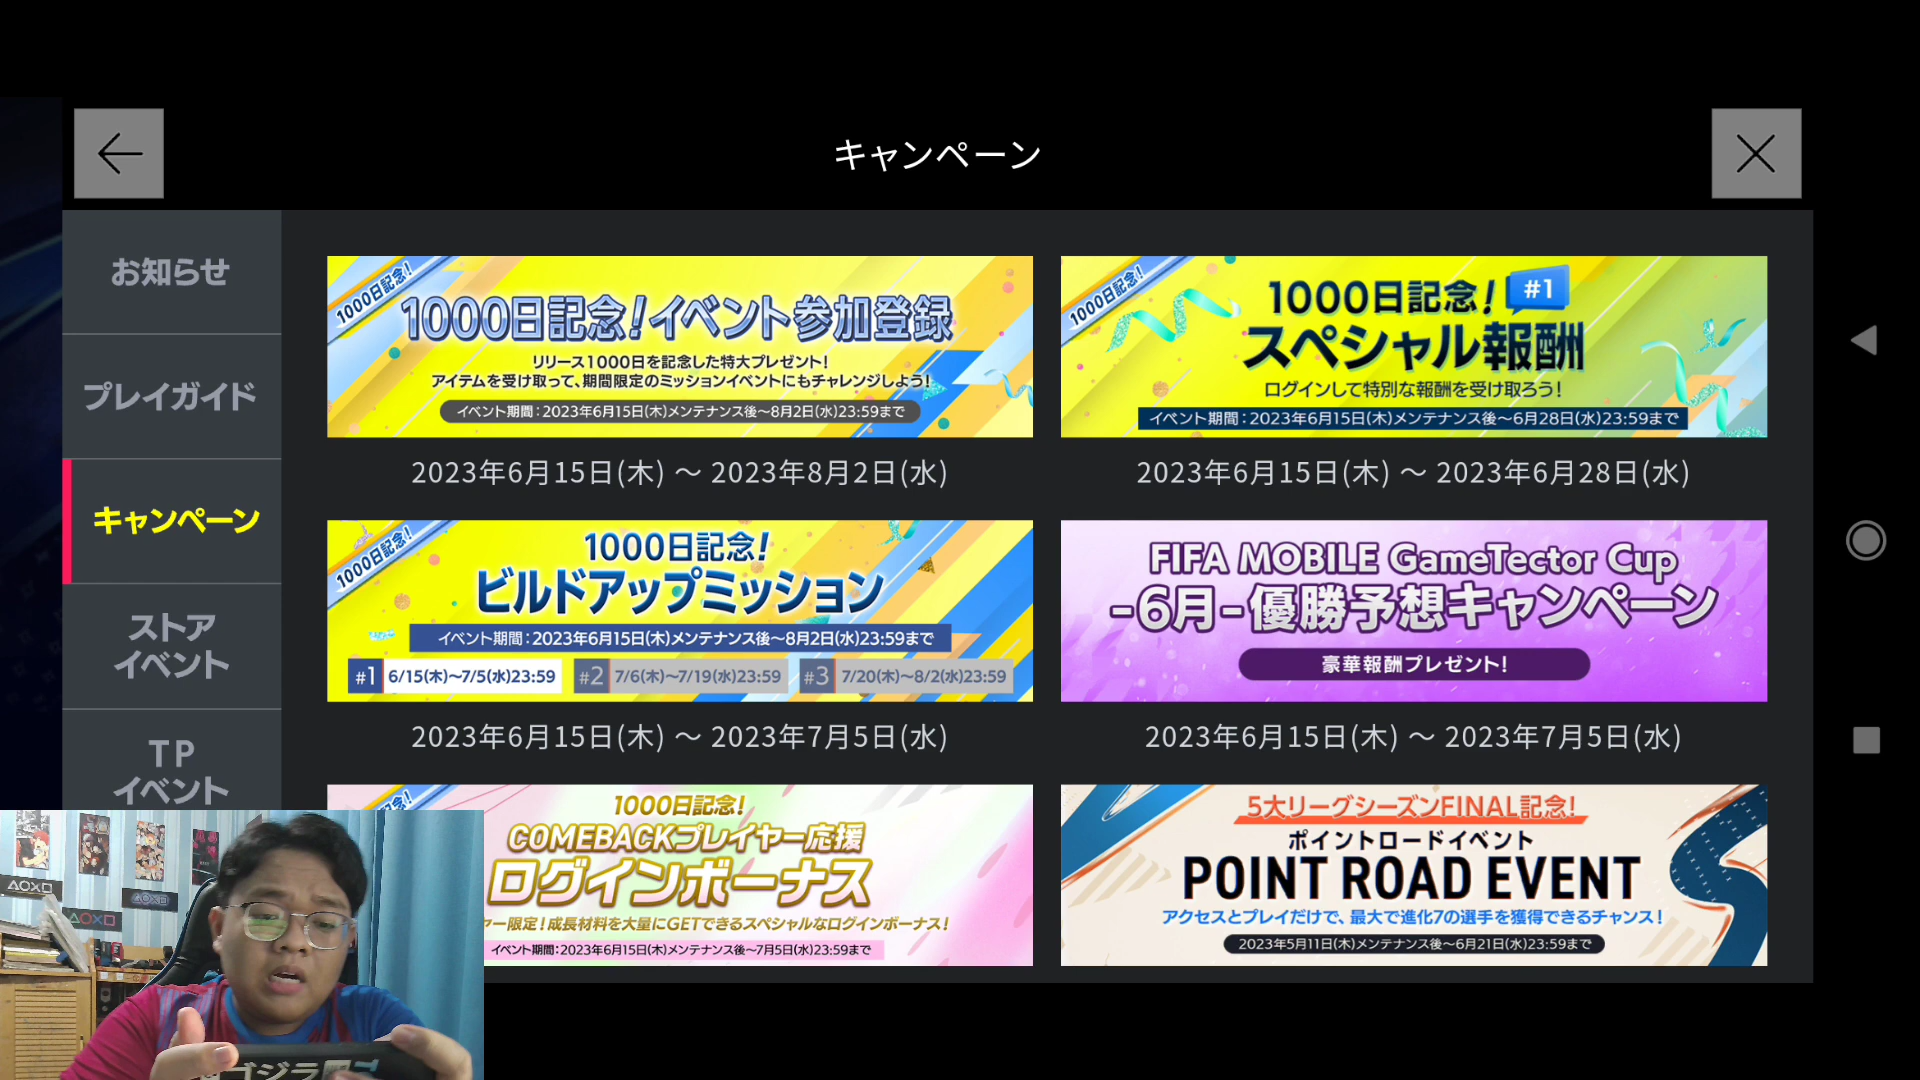 キャンペーン
お知らせ
プレイガイド
キャンペーン
ストア
イベント
TP
イベント
1000日記念!
1000日記念!イベント参加登録
リリース1000日を記念した特大プレゼント!
アイテムを受け取って、期間限定のミッションイベントにもチャレンジしよう!
イベント期間:2023年6月15日(木)メンテナンス後~8月2日(水)23:59まで
2023年6月15日(木) ~ 2023年8月2日(水)
1000日記念!
1000日記念! #1
スペシャル報酬
ログインして特別な報酬を受け取ろう!
イベント期間:2023年6月15日(木)メンテナンス後~6月28日(水)23:59まで
2023年6月15日(木) ~ 2023年6月28日(水)
1000日記念!
1000日記念!
ビルドアップミッション
イベント期間:2023年6月15日(木)メンテナンス後~8月2日(水)23:59まで
#1 6/15(木)~7/5(水)23:59 #2 7/6(木)~7/19(水)23:59 #3 7/20(木)~8/2(水)23:59
2023年6月15日(木) ~ 2023年7月5日(水)
FIFA MOBILE GameTector Cup
-6月-優勝予想キャンペーン
豪華報酬プレゼント!
2023年6月15日(木) ~ 2023年7月5日(水)
1000日記念!
COMEBACKプレイヤー応援
ログインボーナス
ヤー限定!成長材料を大量にGETできるスペシャルなログインボーナス!
イベント期間:2023年6月15日(木)メンテナンス後~7月5日(水)23:59まで
5大リーグシーズンFINAL記念!
ポイントロードイベント
POINT ROAD EVENT
アクセスとプレイだけで、最大で進化7の選手を獲得できるチャンス!
2023年5月11日(木)メンテナンス後~6月21日(水)23:59まで
ゴジラ